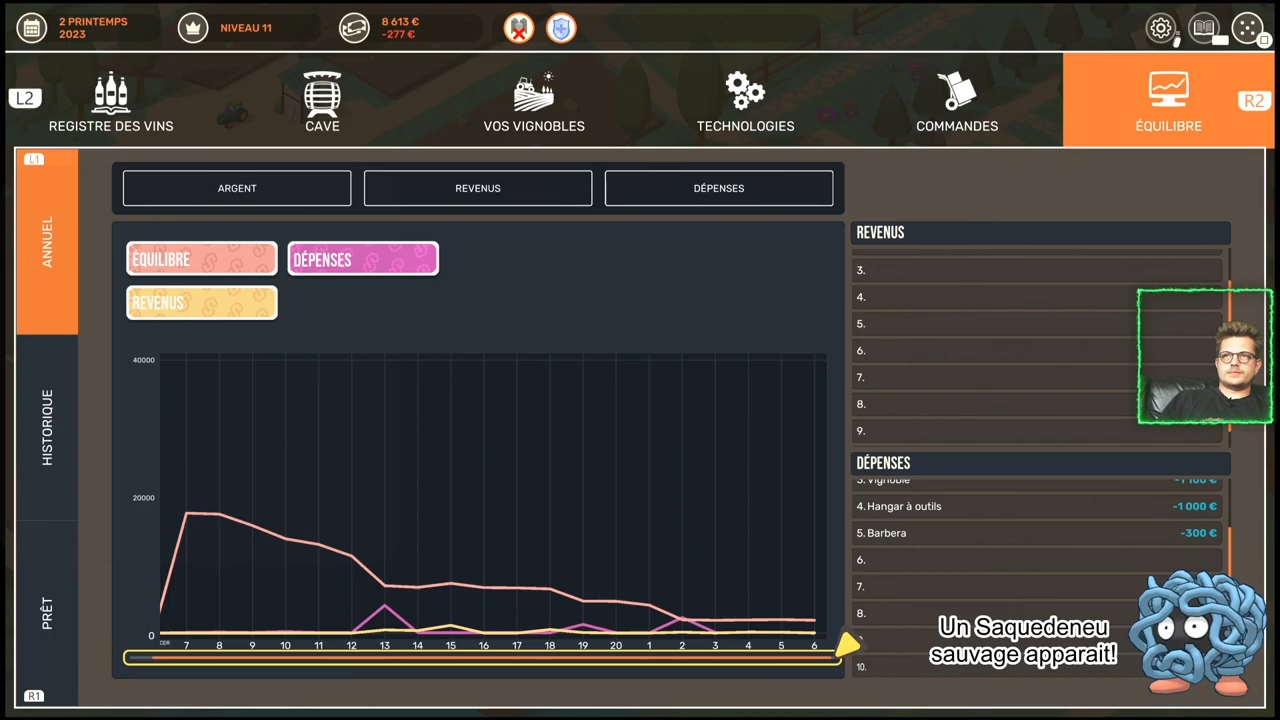 2 PRINTEMPS
2023
NIVEAU 11
8 613 €
-277 €
L2
REGISTRE DES VINS
CAVE
VOS VIGNOBLES
TECHNOLOGIES
COMMANDES
ÉQUILIBRE
R2
L1
ANNUEL
HISTORIQUE
PRÊT
R1
ARGENT
REVENUS
DÉPENSES
ÉQUILIBRE
DÉPENSES
REVENUS
40000
20000
0
7 8 9 10 11 12 13 14 15 16 17 18 19 20 1 2 3 4 5 6
REVENUS
3.
4.
5.
6.
7.
8.
9.
DÉPENSES
3. Vignoble -1 100 €
4. Hangar à outils -1 000 €
5. Barbera -300 €
6.
7.
8.
10.
Un Saquedeneu
sauvage apparait!